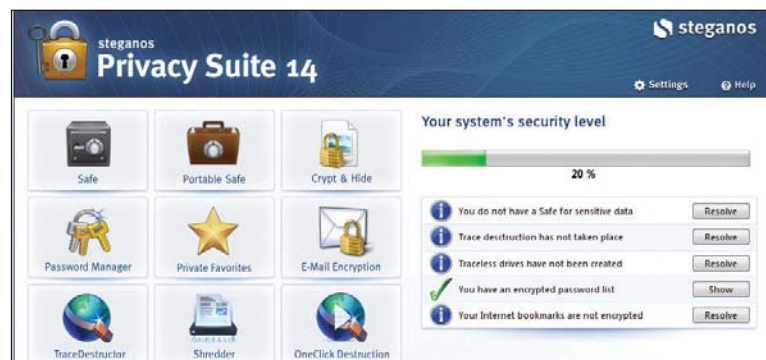 steganos
Privacy Suite 14
steganos
Settings
Help
Safe
Portable Safe
Crypt & Hide
Password Manager
Private Favorites
E-Mail Encryption
TraceDestructor
Shredder
OneClick Destruction
Your system's security level
20 %
You do not have a Safe for sensitive data
Resolve
Trace desctruction has not taken place
Resolve
Traceless drives have not been created
Resolve
You have an encrypted password list
Show
Your Internet bookmarks are not encrypted
Resolve